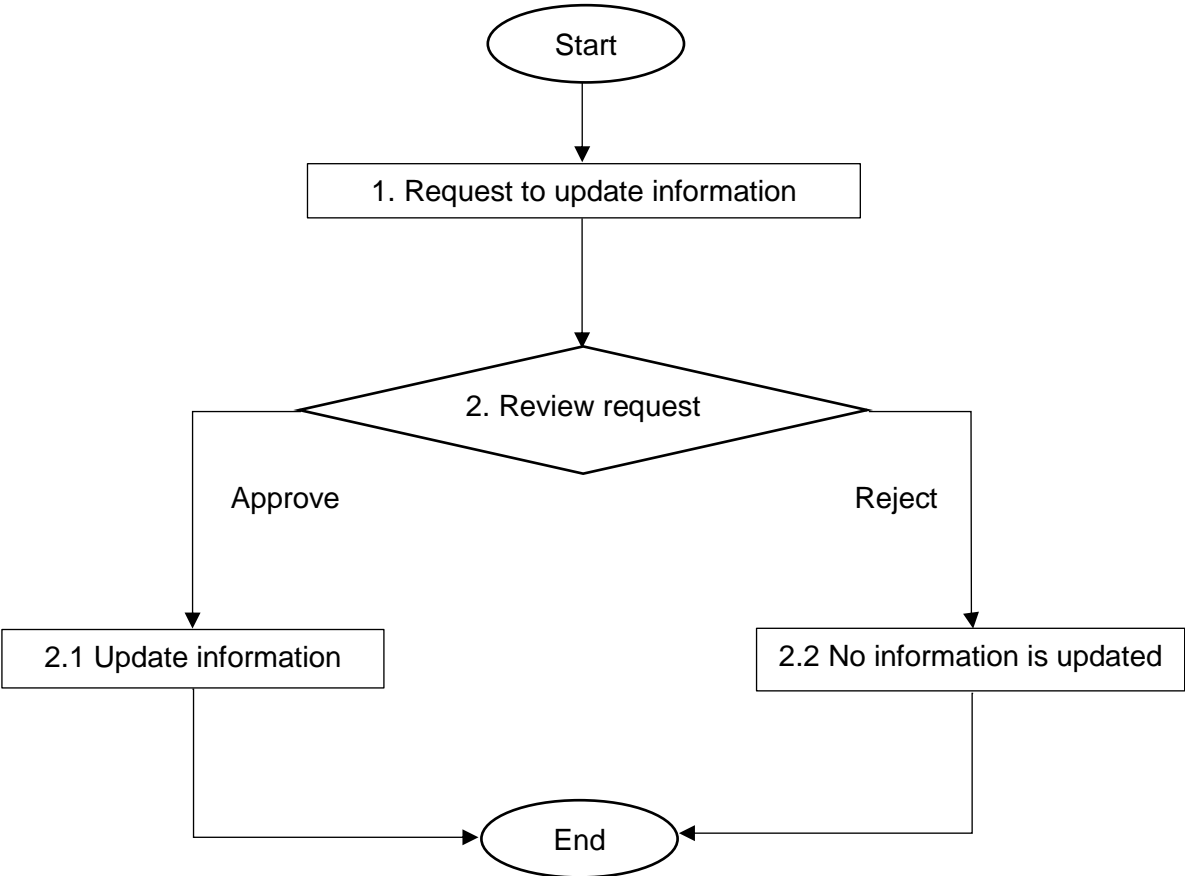 Start
1. Request to update information
2. Review request
Approve
Reject
2.1 Update information
2.2 No information is updated
End